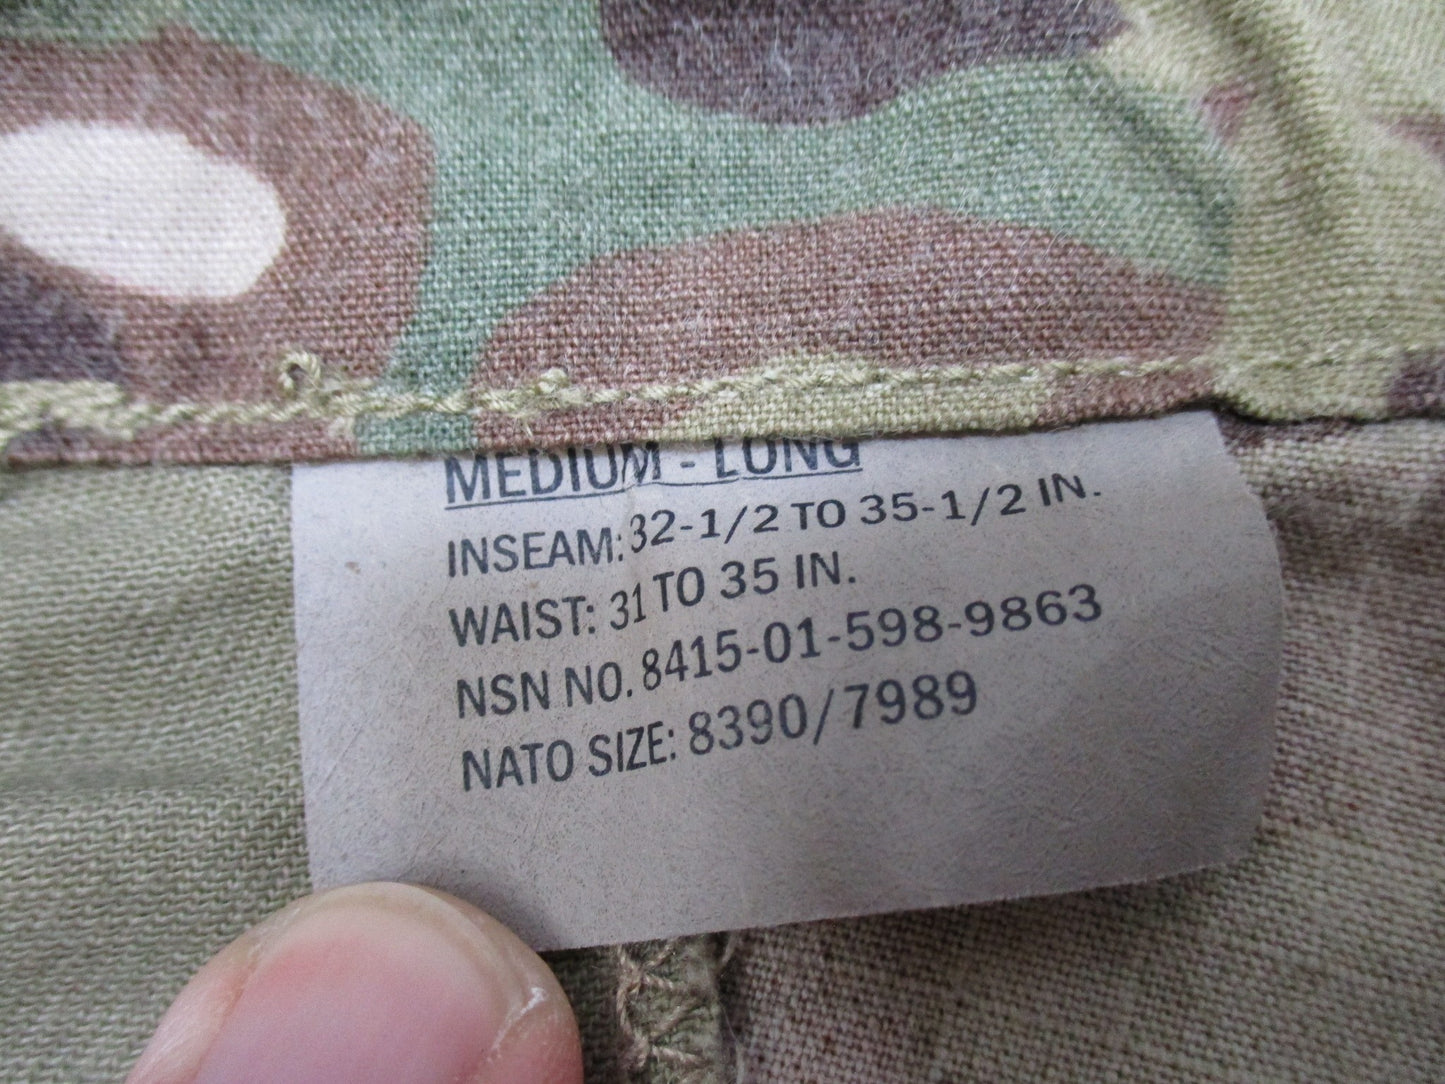 MEDIUM - LONG
INSEAM: 32-1/2 TO 35-1/2 IN.
WAIST: 31 TO 35 IN.
NSN NO. 8415-01-598-9863
NATO SIZE: 8390/7989